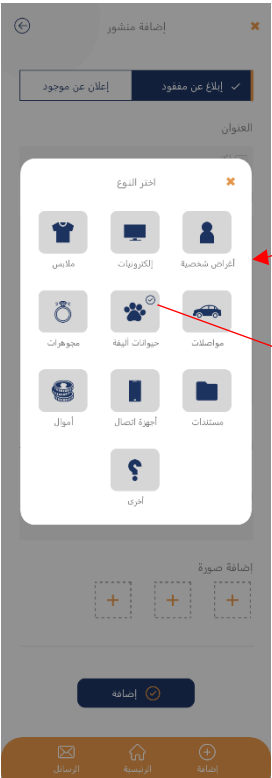 إضافة منشور
إبلاغ عن مفقود
إعلان عن موجود
العنوان
اختر النوع
أغراض شخصية
إلكترونيات
ملابس
مواصلات
حيوانات أليفة
مجوهرات
مستندات
أجهزة اتصال
أموال
أخرى
اضافة صورة
إضافة
إضافة
الرئيسية
الرسائل